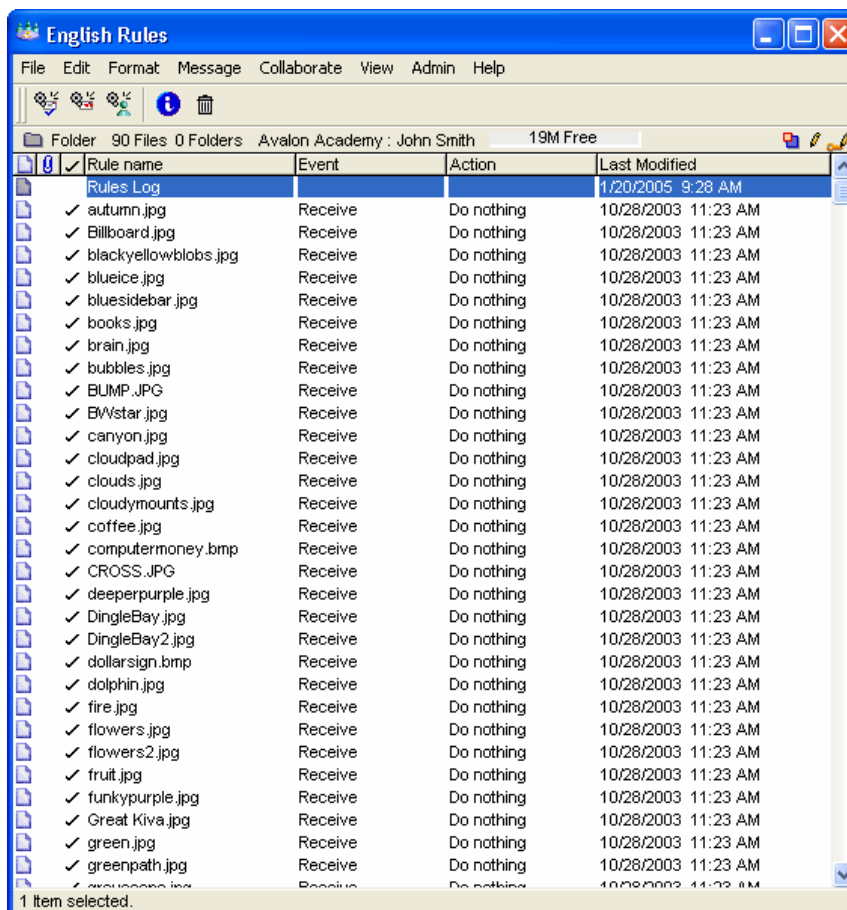 English Rules
File Edit Format Message Collaborate View Admin Help
Folder 90 Files 0 Folders Avalon Academy : John Smith 19M Free
Rule name Event Action Last Modified
Rules Log 1/20/2005 9:28 AM
autumn.jpg Receive Do nothing 10/28/2003 11:23 AM
Billboard.jpg Receive Do nothing 10/28/2003 11:23 AM
blackyellowblobs.jpg Receive Do nothing 10/28/2003 11:23 AM
blueice.jpg Receive Do nothing 10/28/2003 11:23 AM
bluesidebar.jpg Receive Do nothing 10/28/2003 11:23 AM
books.jpg Receive Do nothing 10/28/2003 11:23 AM
brain.jpg Receive Do nothing 10/28/2003 11:23 AM
bubbles.jpg Receive Do nothing 10/28/2003 11:23 AM
BUMP.JPG Receive Do nothing 10/28/2003 11:23 AM
BWstar.jpg Receive Do nothing 10/28/2003 11:23 AM
canyon.jpg Receive Do nothing 10/28/2003 11:23 AM
cloudpad.jpg Receive Do nothing 10/28/2003 11:23 AM
clouds.jpg Receive Do nothing 10/28/2003 11:23 AM
cloudymounts.jpg Receive Do nothing 10/28/2003 11:23 AM
coffee.jpg Receive Do nothing 10/28/2003 11:23 AM
computermoney.bmp Receive Do nothing 10/28/2003 11:23 AM
CROSS.JPG Receive Do nothing 10/28/2003 11:23 AM
deeperpurple.jpg Receive Do nothing 10/28/2003 11:23 AM
DingleBay.jpg Receive Do nothing 10/28/2003 11:23 AM
DingleBay2.jpg Receive Do nothing 10/28/2003 11:23 AM
dollarsign.bmp Receive Do nothing 10/28/2003 11:23 AM
dolphin.jpg Receive Do nothing 10/28/2003 11:23 AM
fire.jpg Receive Do nothing 10/28/2003 11:23 AM
flowers.jpg Receive Do nothing 10/28/2003 11:23 AM
flowers2.jpg Receive Do nothing 10/28/2003 11:23 AM
fruit.jpg Receive Do nothing 10/28/2003 11:23 AM
funkypurple.jpg Receive Do nothing 10/28/2003 11:23 AM
Great Kiva.jpg Receive Do nothing 10/28/2003 11:23 AM
green.jpg Receive Do nothing 10/28/2003 11:23 AM
greenpath.jpg Receive Do nothing 10/28/2003 11:23 AM
Receive Do nothing 10/28/2003 11:23 AM
1 Item selected.